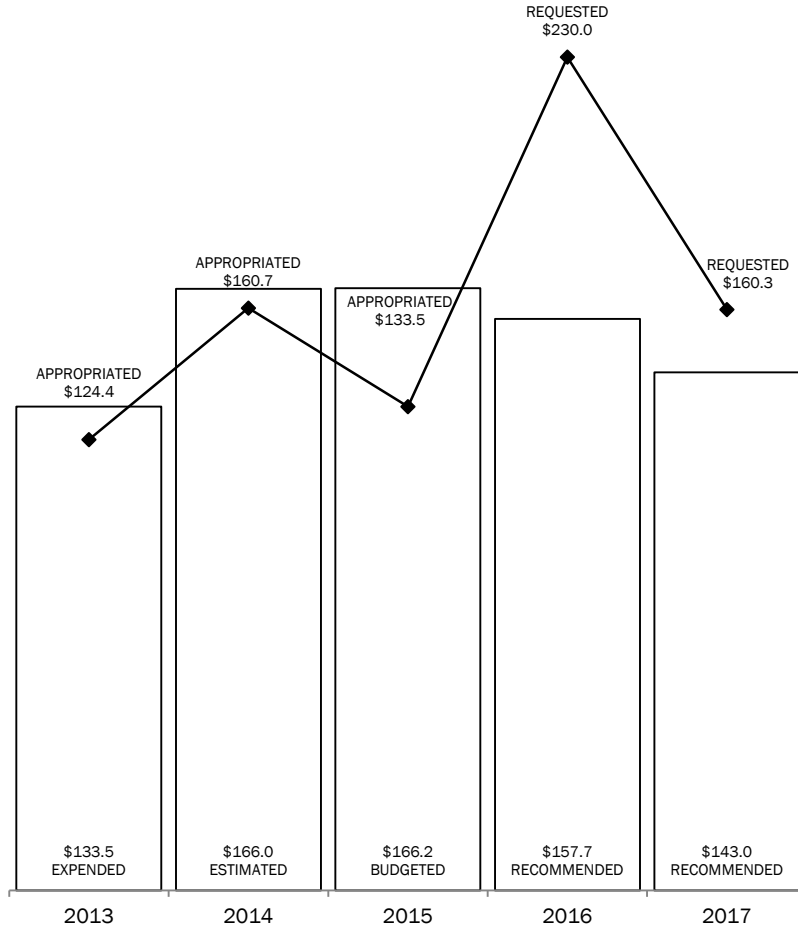 REQUESTED
$230.0
APPROPRIATED
$160.7
REQUESTED
$160.3
APPROPRIATED
$133.5
APPROPRIATED
$124.4
$133.5
EXPENDED
$166.0
ESTIMATED
$166.2
BUDGETED
$157.7
RECOMMENDED
$143.0
RECOMMENDED
2013
2014
2015
2016
2017